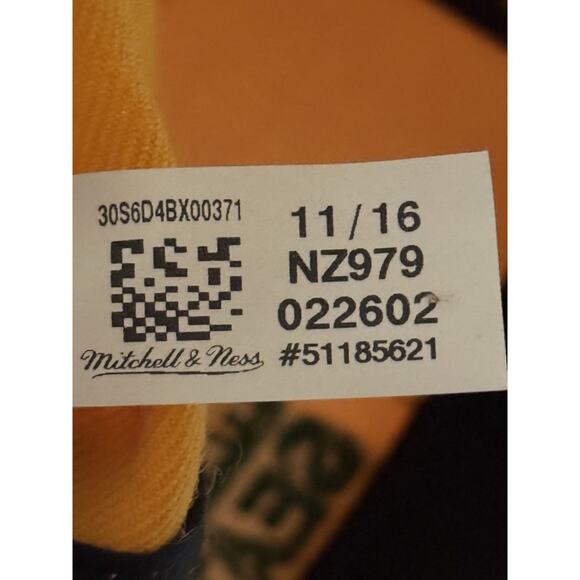 30S6D4BX00371
11/16
NZ979
022602
Mitchell & Ness
#51185621